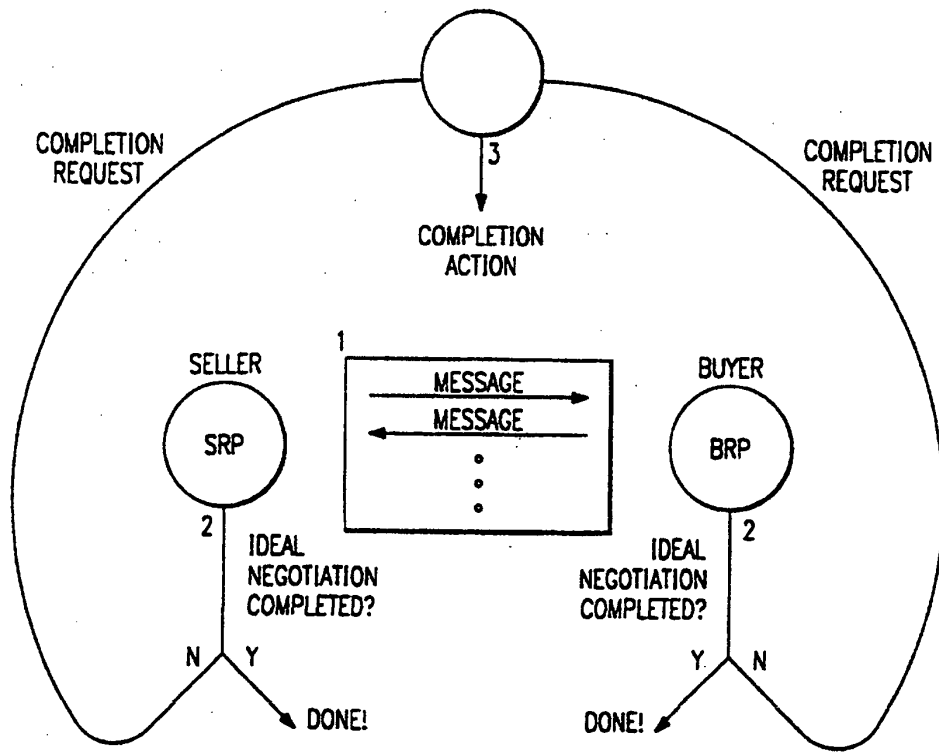 COMPLETION
REQUEST
COMPLETION
REQUEST
3
COMPLETION
ACTION
1
SELLER
BUYER
MESSAGE
MESSAGE
SRP
BRP
2
IDEAL
NEGOTIATION
COMPLETED?
2
IDEAL
NEGOTIATION
COMPLETED?
N Y
Y N
DONE!
DONE!